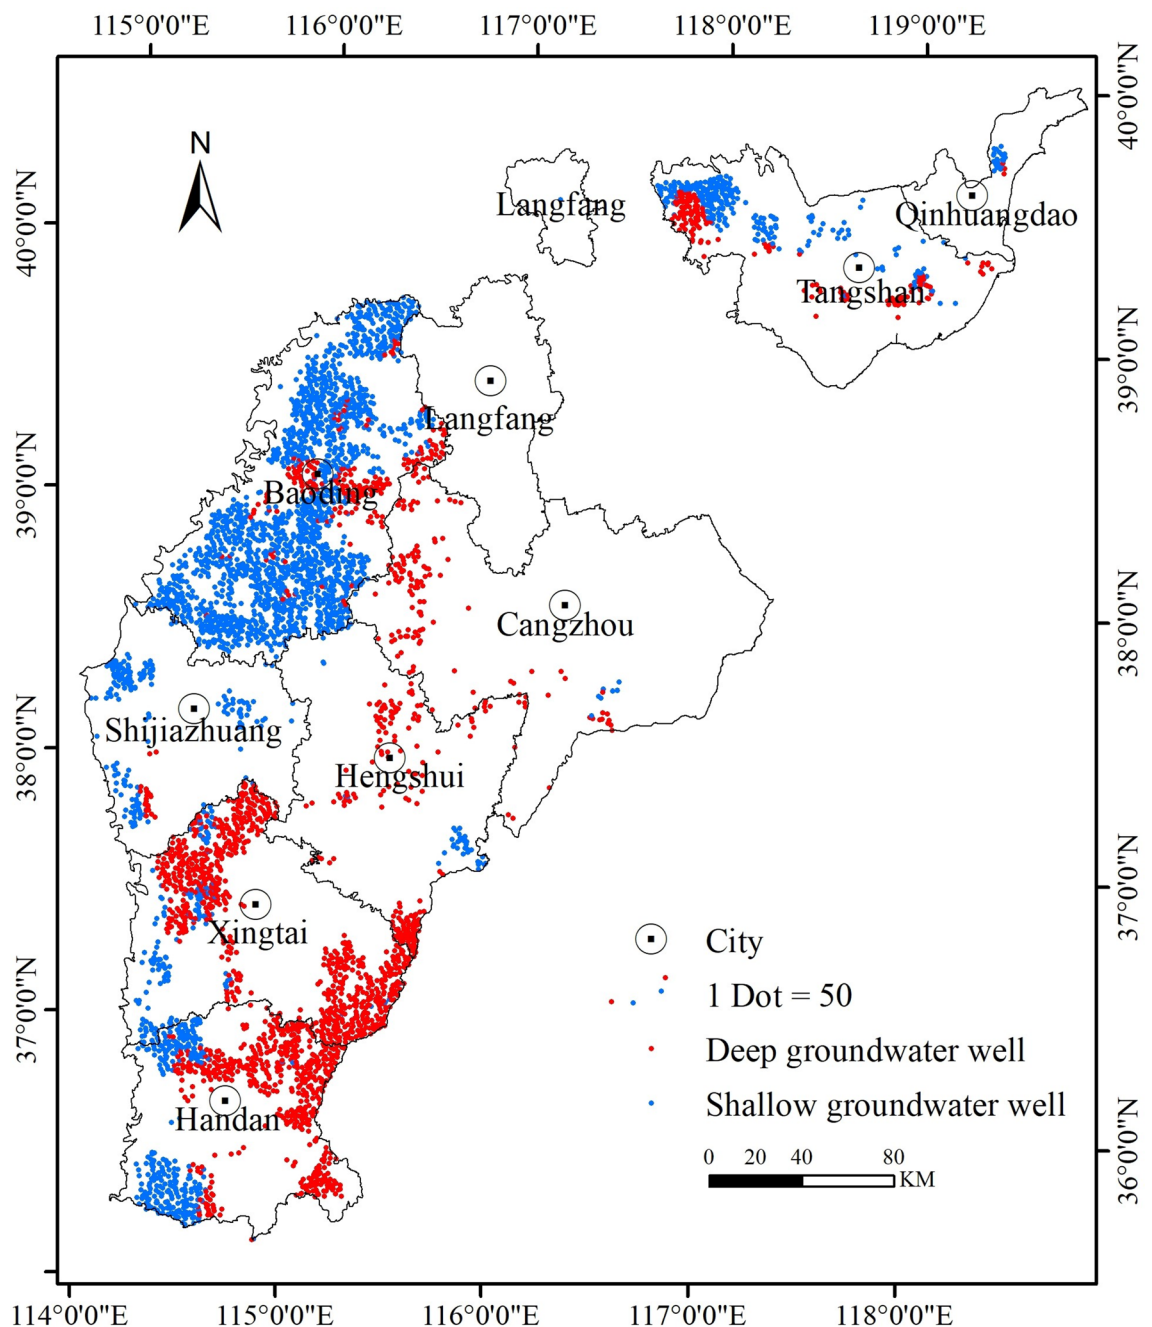 115°0'0"E 116°0'0"E 117°0'0"E 118°0'0"E 119°0'0"E
40°0'0"N
N
Langfang
40°0'0"N
Qinhuangdao
Tangshan
39°0'0"N
Langfang
39°0'0"N
Baoding
38°0'0"N
Cangzhou
38°0'0"N
Shijiazhuang
Hengshui
37°0'0"N
Xingtai
City
1 Dot = 50
37°0'0"N
Deep groundwater well
Handan
Shallow groundwater well
36°0'0"N
0 20 40 80
KM
114°0'0"E 115°0'0"E 116°0'0"E 117°0'0"E 118°0'0"E